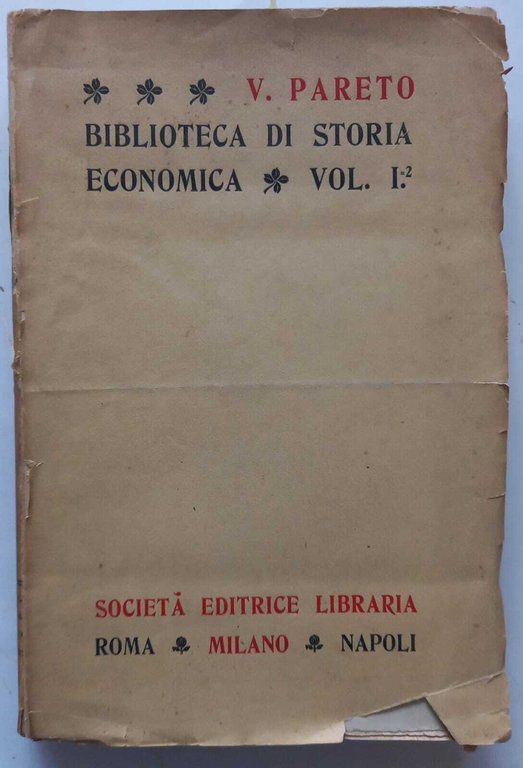 V. PARETO
BIBLIOTECA DI STORIA
ECONOMICA VOL. I.²
SOCIETÀ EDITRICE LIBRARIA
ROMA MILANO NAPOLI